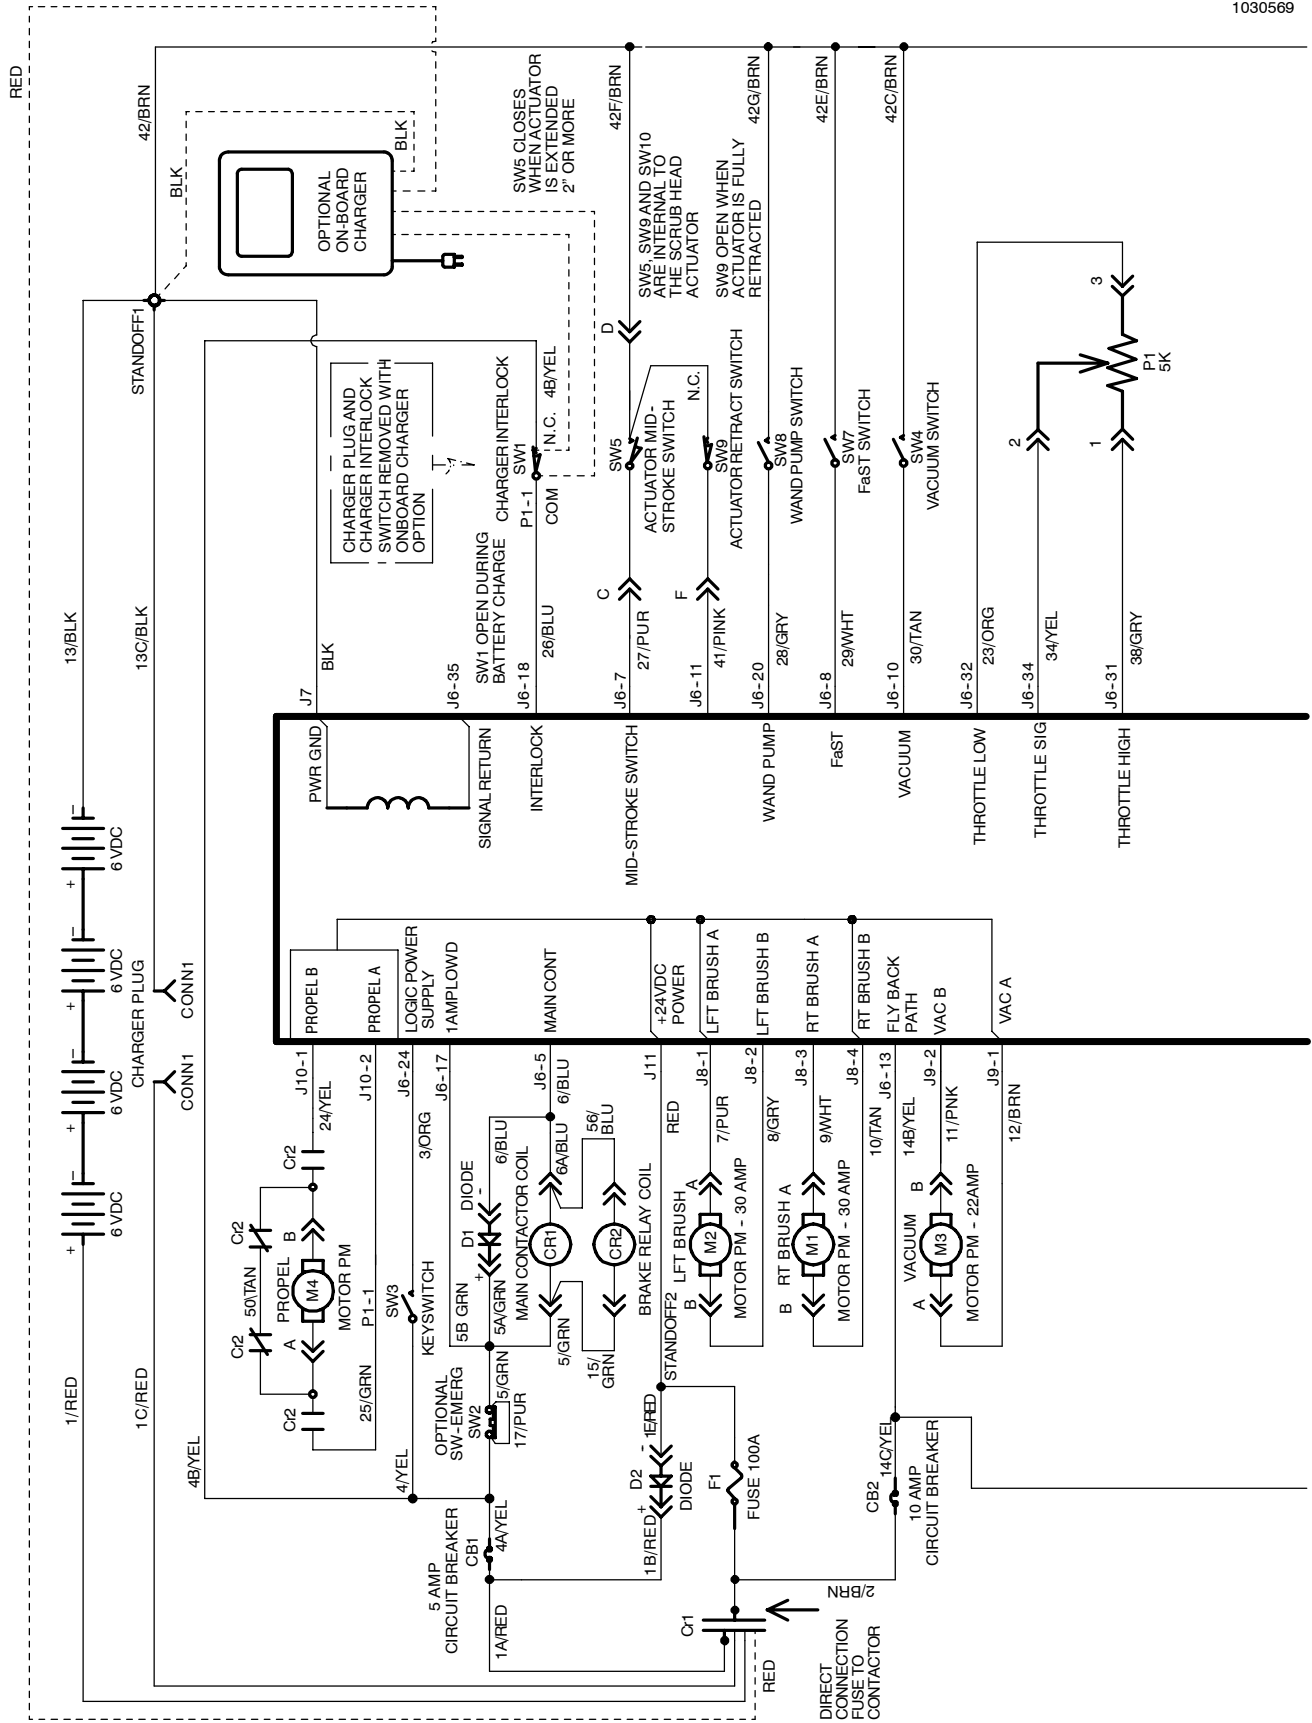 1030569
RED
1/RED
13/BLK
1C/RED
13C/BLK
42/BRN
BLK
BLK
STANDOFF1
OPTIONAL
ON-BOARD
CHARGER
+
6 VDC
–
+
6 VDC
–
+
6 VDC
–
+
6 VDC
–
CHARGER PLUG
CONN1
CONN1
4B/YEL
CHARGER PLUG AND
CHARGER INTERLOCK
SWITCH REMOVED WITH
ONBOARD CHARGER
OPTION
SW5 CLOSES
WHEN ACTUATOR
IS EXTENDED
2" OR MORE
Cr2
50\TAN
Cr2
Cr2
A
PROPEL
B
M4
MOTOR PM
Cr2
24/YEL
J10-1
PROPEL B
25/GRN
P1-1
J10-2
PROPEL A
PWR GND
J7
BLK
SW3
KEYSWITCH
4/YEL
3/ORG
J6-24
LOGIC POWER
SUPPLY
J6-17
1AMPLOWD
SIGNAL RETURN
J6-35
5 AMP
CIRCUIT BREAKER
CB1
4A/YEL
1A/RED
OPTIONAL
SW-EMERG
SW2
17/PUR
5/GRN
5B GRN
5A/GRN
+
D1
DIODE
-
6/BLU
MAIN CONTACTOR COIL
CR1
5/GRN
6A/BLU
6/BLU
J6-5
MAIN CONT
15/
GRN
CR2
56/
BLU
BRAKE RELAY COIL
SW1 OPEN DURING
BATTERY CHARGE
CHARGER INTERLOCK
INTERLOCK
J6-18
26/BLU
P1-1
COM
SW1
N.C.
4B/YEL
MID-STROKE SWITCH
J6-7
27/PUR
C
SW5
ACTUATOR MID-
STROKE SWITCH
D
42F/BRN
SW5, SW9 AND SW10
ARE INTERNAL TO
THE SCRUB HEAD
ACTUATOR
J6-11
41/PINK
F
SW9
N.C.
ACTUATOR RETRACT SWITCH
SW9 OPEN WHEN
ACTUATOR IS FULLY
RETRACTED
1B/RED
+
D2
DIODE
-
1E/RED
STANDOFF2
RED
J11
+24VDC
POWER
F1
FUSE 100A
Cr1
RED
DIRECT
CONNECTION
FUSE TO
CONTACTOR
2/BRN
B
LFT BRUSH
A
M2
MOTOR PM - 30 AMP
7/PUR
J8-1
LFT BRUSH A
8/GRY
J8-2
LFT BRUSH B
WAND PUMP
J6-20
28/GRY
SW8
WAND PUMP SWITCH
42G/BRN
B
RT BRUSH
A
M1
MOTOR PM - 30 AMP
9/WHT
J8-3
RT BRUSH A
10/TAN
J8-4
RT BRUSH B
FaST
J6-8
29/WHT
SW7
FaST SWITCH
42E/BRN
CB2
14C/YEL
10 AMP
CIRCUIT BREAKER
14B/YEL
J6-13
FLY BACK
PATH
VACUUM
J6-10
30/TAN
SW4
VACUUM SWITCH
42C/BRN
A
VACUUM
B
M3
MOTOR PM - 22AMP
11/PNK
J9-2
VAC B
12/BRN
J9-1
VAC A
THROTTLE LOW
J6-32
23/ORG
THROTTLE SIG
J6-34
34/YEL
2
THROTTLE HIGH
J6-31
38/GRY
1
P1
5K
3